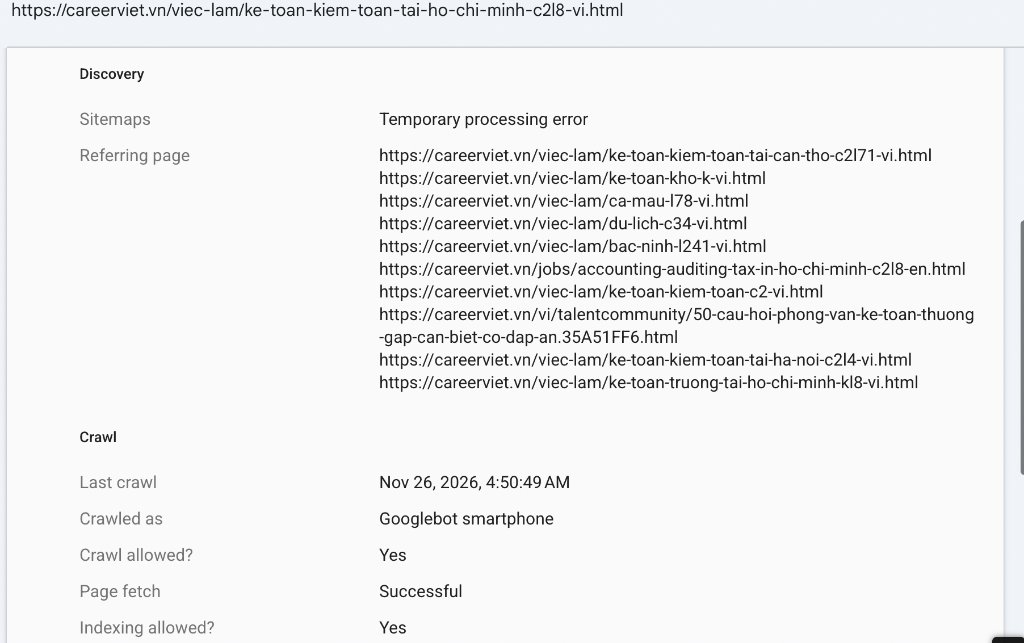 https://careerviet.vn/viec-lam/ke-toan-kiem-toan-tai-ho-chi-minh-c2l8-vi.html
Discovery
Sitemaps
Temporary processing error
Referring page
https://careerviet.vn/viec-lam/ke-toan-kiem-toan-tai-can-tho-c2l71-vi.html
https://careerviet.vn/viec-lam/ke-toan-kho-k-vi.html
https://careerviet.vn/viec-lam/ca-mau-l78-vi.html
https://careerviet.vn/viec-lam/du-lich-c34-vi.html
https://careerviet.vn/viec-lam/bac-ninh-l241-vi.html
https://careerviet.vn/jobs/accounting-auditing-tax-in-ho-chi-minh-c2l8-en.html
https://careerviet.vn/viec-lam/ke-toan-kiem-toan-c2-vi.html
https://careerviet.vn/vi/talentcommunity/50-cau-hoi-phong-van-ke-toan-thuong
-gap-can-biet-co-dap-an.35A51FF6.html
https://careerviet.vn/viec-lam/ke-toan-kiem-toan-tai-ha-noi-c2l4-vi.html
https://careerviet.vn/viec-lam/ke-toan-truong-tai-ho-chi-minh-kl8-vi.html
Crawl
Last crawl
Nov 26, 2026, 4:50:49 AM
Crawled as
Googlebot smartphone
Crawl allowed?
Yes
Page fetch
Successful
Indexing allowed?
Yes